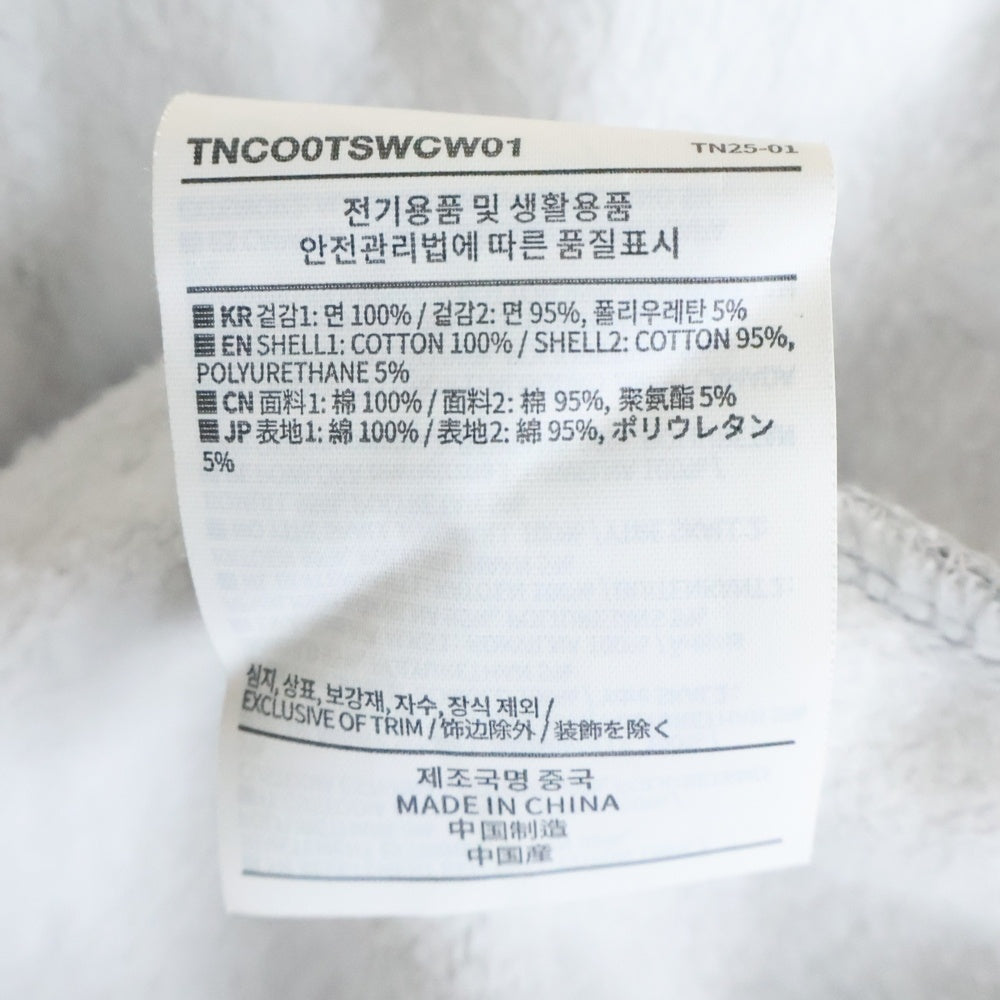 TNCO0TSWCW01
TN25-01
전기용품 및 생활용품
안전관리법에 따른 품질표시
KR 겉감1: 면 100% / 겉감2: 면 95%, 폴리우레탄 5%
EN SHELL1: COTTON 100% / SHELL2: COTTON 95%,
POLYURETHANE 5%
CN 面料1: 棉 100% / 面料2: 棉 95%, 聚氨酯 5%
JP 表地1: 綿 100% / 表地2: 綿 95%, ポリウレタン
5%
심지, 상표, 보강재, 자수, 장식 제외 /
EXCLUSIVE OF TRIM / 饰边除外 / 装飾を除く
제조국명 중국
MADE IN CHINA
中国制造
中国産